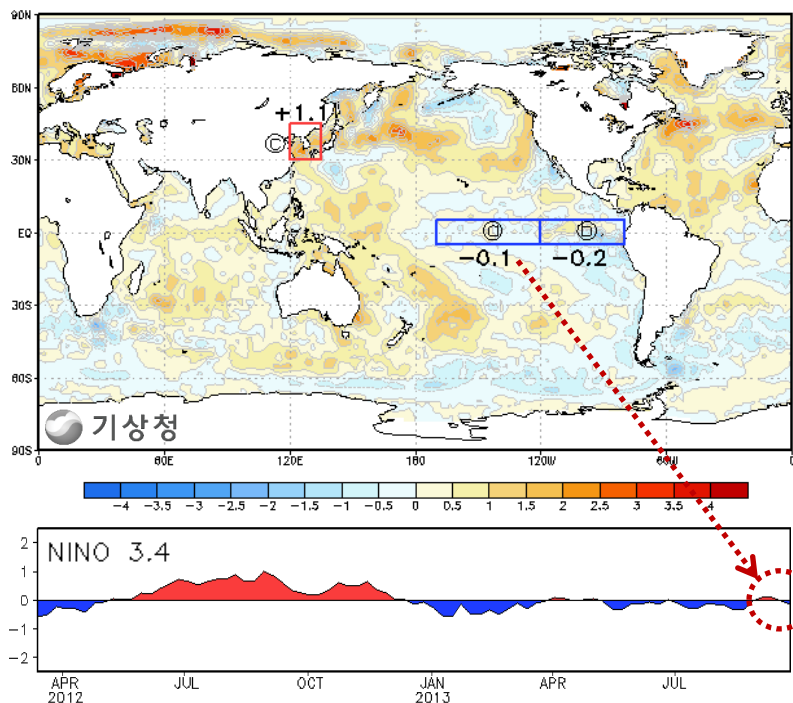 90N
60N
30N
EQ
30S
60S
90S
+1.1
-0.1
-0.2
기상청
0
60E
120E
180
120W
60W
0
-4 -3.5 -3 -2.5 -2 -1.5 -1 -0.5 0 0.5 1 1.5 2 2.5 3 3.5 4
NINO 3.4
2
1
0
-1
-2
APR
2012
JUL
OCT
JAN
2013
APR
JUL